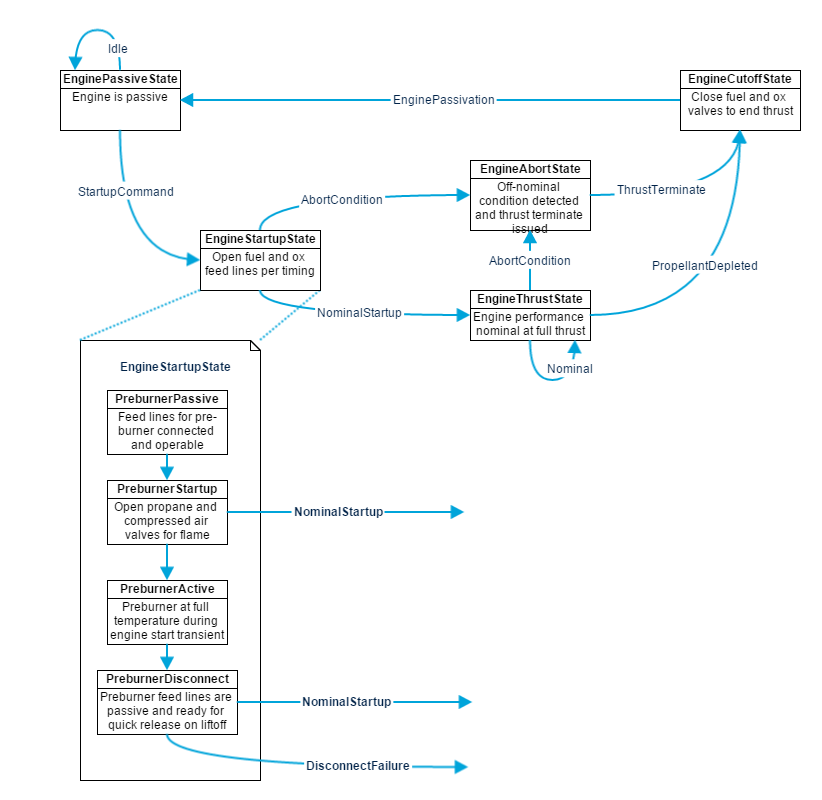 Idle
EnginePassiveState
Engine is passive
EnginePassivation
EngineCutoffState
Close fuel and ox
valves to end thrust
StartupCommand
EngineAbortState
Off-nominal
condition detected
and thrust terminate
issued
ThrustTerminate
AbortCondition
EngineStartupState
Open fuel and ox
feed lines per timing
AbortCondition
PropellantDepleted
NominalStartup
EngineThrustState
Engine performance
nominal at full thrust
Nominal
EngineStartupState
PreburnerPassive
Feed lines for pre-
burner connected
and operable
PreburnerStartup
Open propane and
compressed air
valves for flame
NominalStartup
PreburnerActive
Preburner at full
temperature during
engine start transient
PreburnerDisconnect
Preburner feed lines are
passive and ready for
quick release on liftoff
NominalStartup
DisconnectFailure